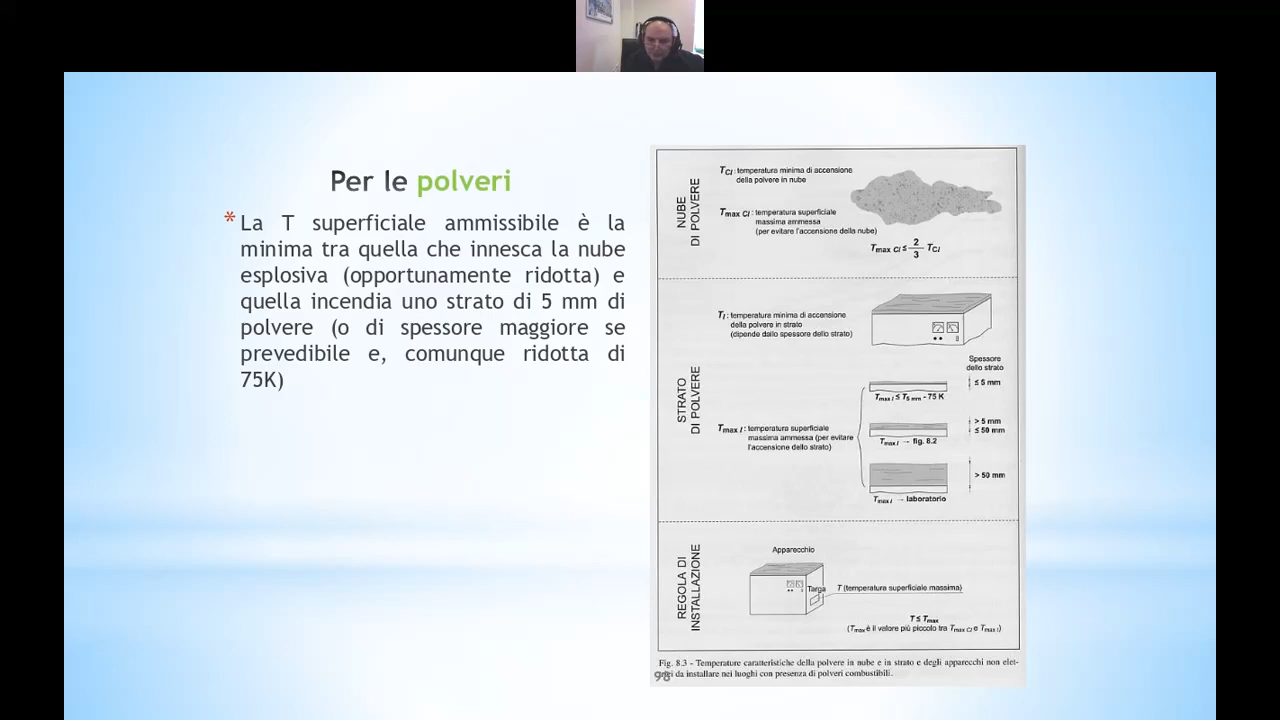 Per le polveri
* La T superficiale ammissibile è la
minima tra quella che innesca la nube
esplosiva (opportunamente ridotta) e
quella incendia uno strato di 5 mm di
polvere (o di spessore maggiore se
prevedibile e, comunque ridotta di
75K)
NUBE
DI POLVERE
TCl : temperatura minima di accensione
della polvere in nube
Tmax Cl : temperatura superficiale
massima ammessa
(per evitare l'accensione della nube)
Tmax Cl ≤ 2/3 TCl
STRATO
DI POLVERE
Tl : temperatura minima di accensione
della polvere in strato
(dipende dallo spessore dello strato)
Spessore
dello strato
≤ 5 mm
Tmax l ≤ T5 mm - 75 K
Tmax l : temperatura superficiale
massima ammessa (per evitare
l'accensione dello strato)
> 5 mm
≤ 50 mm
Tmax l → fig. 8.2
> 50 mm
Tmax l → laboratorio
REGOLA DI
INSTALLAZIONE
Apparecchio
Targa
T (temperatura superficiale massima)
T ≤ Tmax
(Tmax è il valore più piccolo tra Tmax Cl e Tmax l)
Fig. 8.3 - Temperature caratteristiche della polvere in nube e in strato e degli apparecchi non elet-
da installare nei luoghi con presenza di polveri combustibili.
98